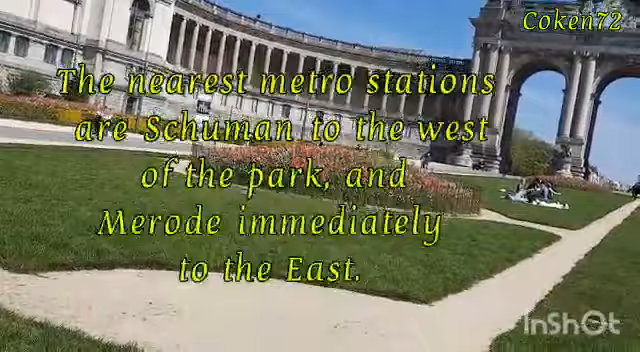 Coken72
The nearest metro stations
are Schuman to the west
of the park, and
Merode immediately
to the East.
InShOt